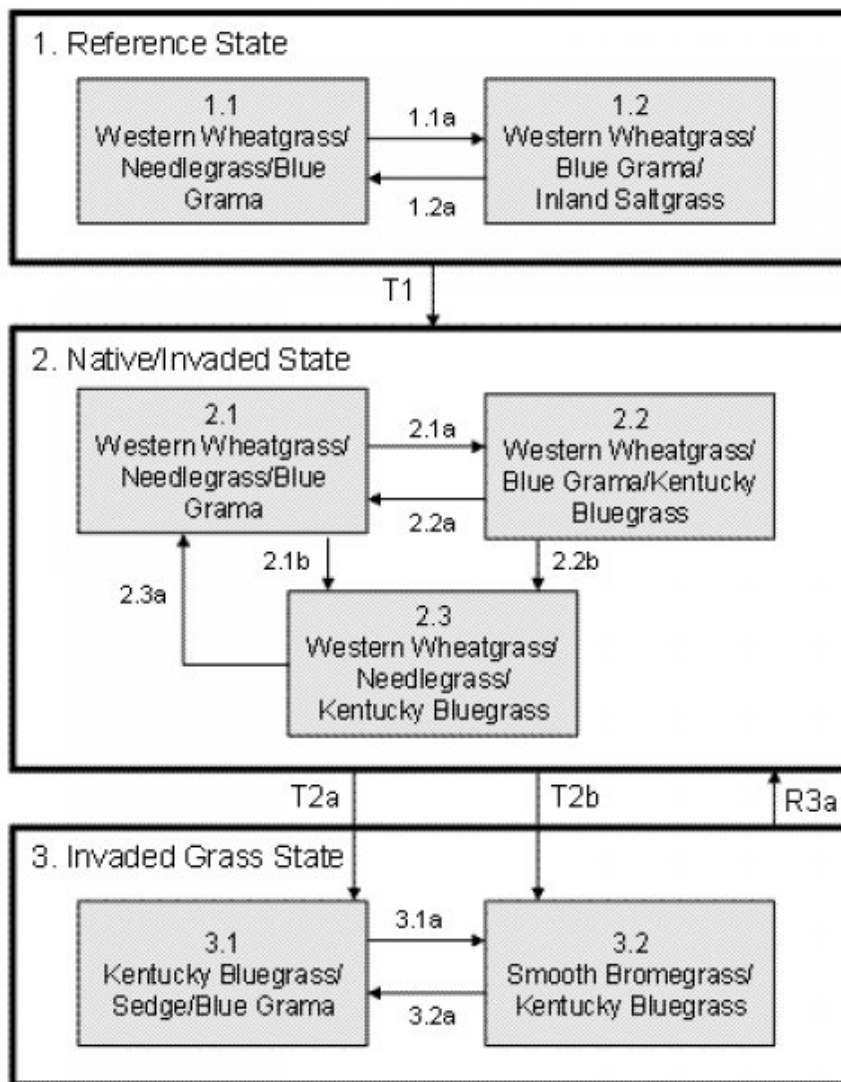 1. Reference State
1.1
Western Wheatgrass/
Needlegrass/Blue
Grama
1.1a
1.2a
1.2
Western Wheatgrass/
Blue Grama/
Inland Saltgrass
T1
2. Native/Invaded State
2.1
Western Wheatgrass/
Needlegrass/Blue
Grama
2.1a
2.2a
2.2
Western Wheatgrass/
Blue Grama/Kentucky
Bluegrass
2.3a
2.1b
2.2b
2.3
Western Wheatgrass/
Needlegrass/
Kentucky Bluegrass
T2a
T2b
R3a
3. Invaded Grass State
3.1
Kentucky Bluegrass/
Sedge/Blue Grama
3.1a
3.2a
3.2
Smooth Bromegrass/
Kentucky Bluegrass